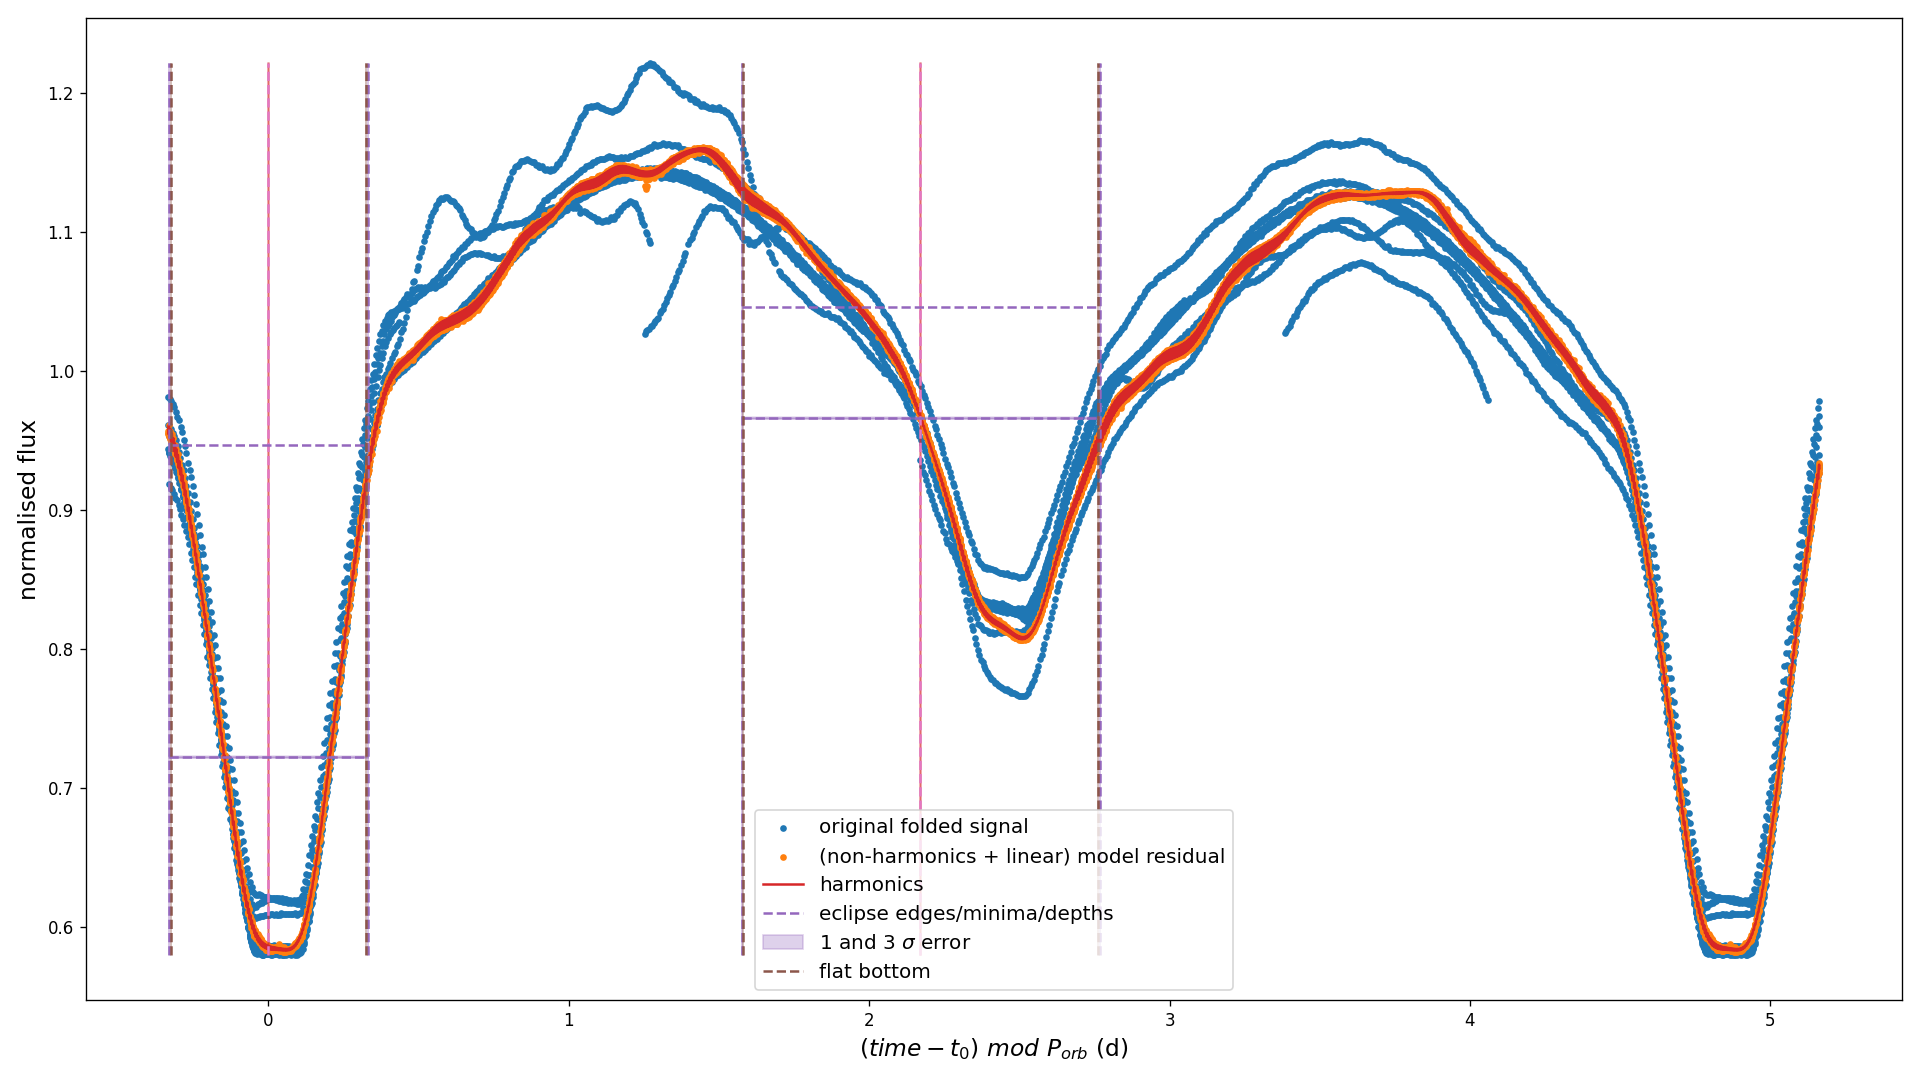 1.2
1.1
1.0
0.9
0.8
0.7
0.6
normalised flux
original folded signal
(non-harmonics + linear) model residual
harmonics
eclipse edges/minima/depths
1 and 3 σ error
flat bottom
0 1 2 3 4 5
(time − t₀) mod Pₒᵣb (d)